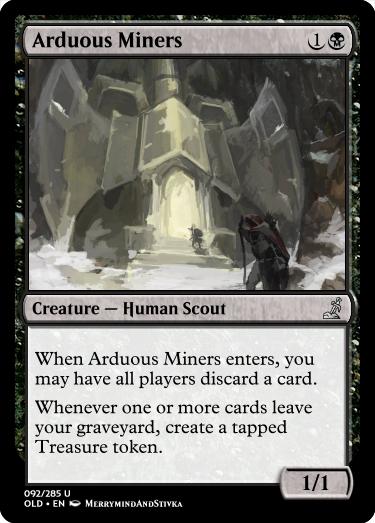 Arduous Miners 1
Creature — Human Scout
When Arduous Miners enters, you
may have all players discard a card.
Whenever one or more cards leave
your graveyard, create a tapped
Treasure token.
1/1
092/285 U
OLD • EN MerrymindAndStivka